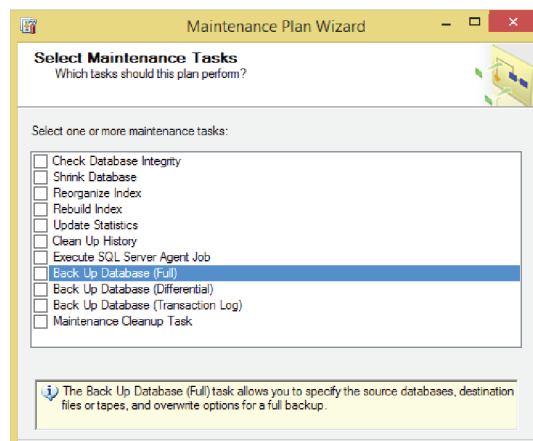 Maintenance Plan Wizard
Select Maintenance Tasks
Which tasks should this plan perform?
Select one or more maintenance tasks:
Check Database Integrity
Shrink Database
Reorganize Index
Rebuild Index
Update Statistics
Clean Up History
Execute SQL Server Agent Job
Back Up Database (Full)
Back Up Database (Differential)
Back Up Database (Transaction Log)
Maintenance Cleanup Task
The Back Up Database (Full) task allows you to specify the source databases, destination
files or tapes, and overwrite options for a full backup.